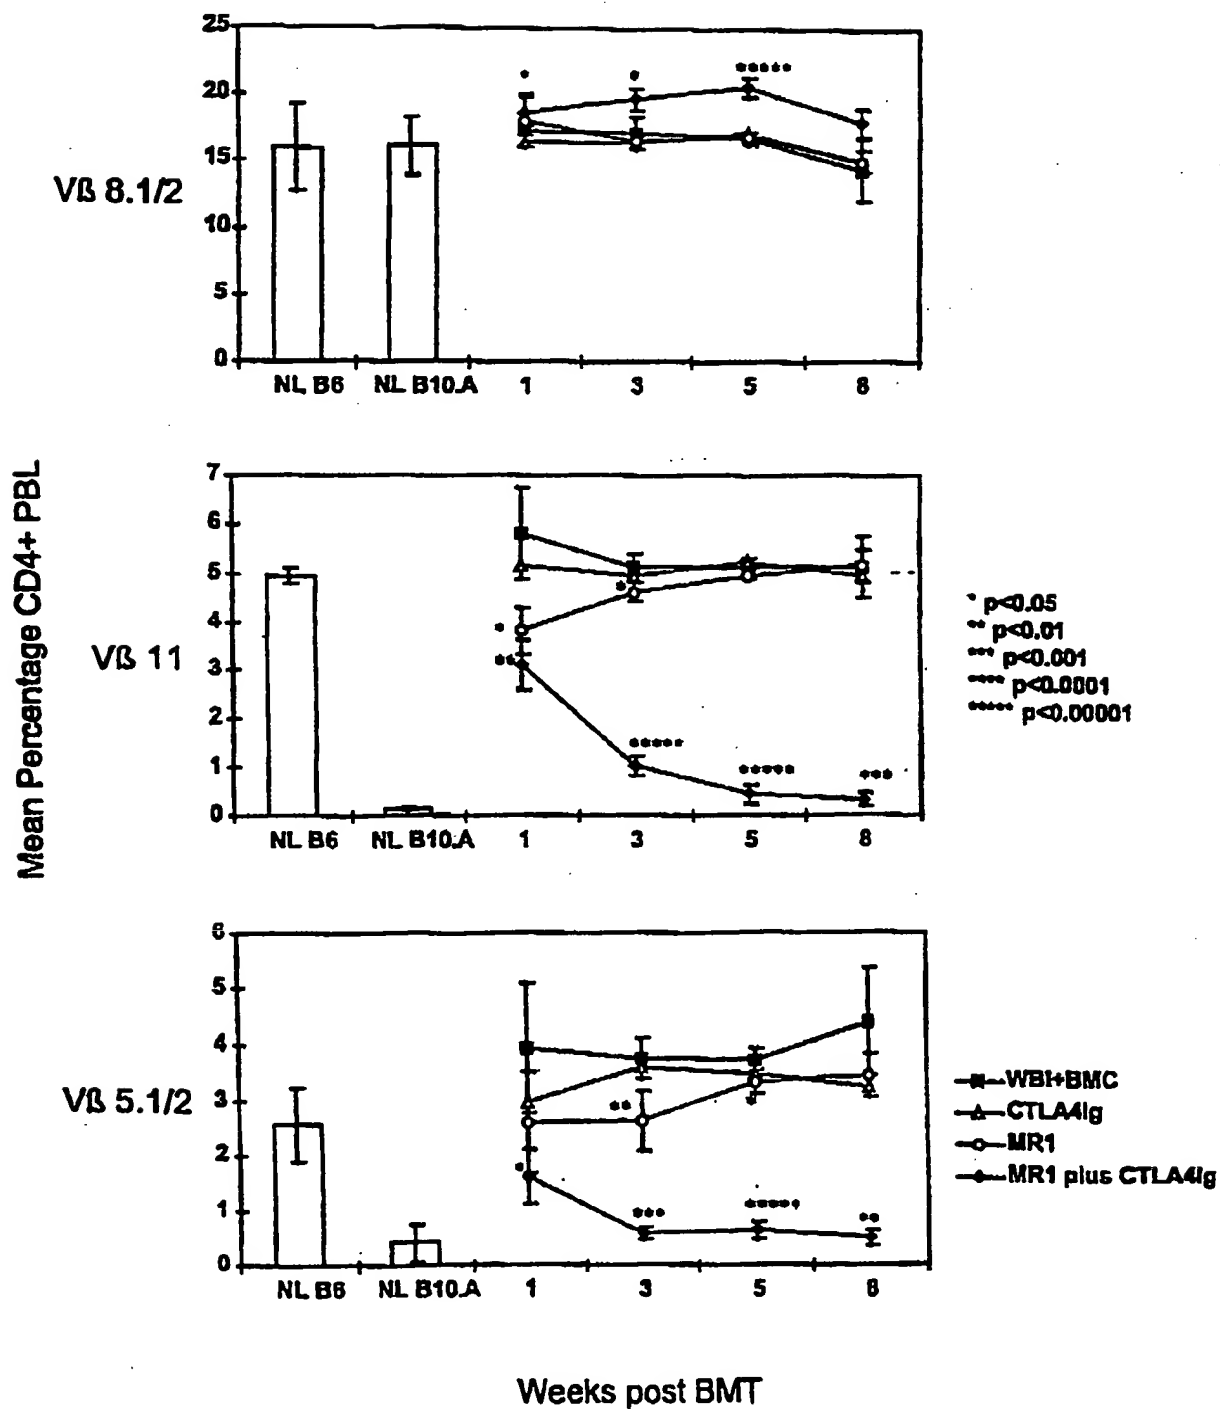 25
20
15
10
5
0
Vß 8.1/2
NL B6 NL B10.A 1 3 5 8
* * *****
Mean Percentage CD4+ PBL
7
6
5
4
3
2
1
0
Vß 11
NL B6 NL B10.A 1 3 5 8
*
*
**
***** ***** ***
* p<0.05
** p<0.01
*** p<0.001
**** p<0.0001
***** p<0.00001
6
5
4
3
2
1
0
Vß 5.1/2
NL B6 NL B10.A 1 3 5 8
** *
* *** ***** **
WBI+BMC
CTLA4Ig
MR1
MR1 plus CTLA4Ig
Weeks post BMT